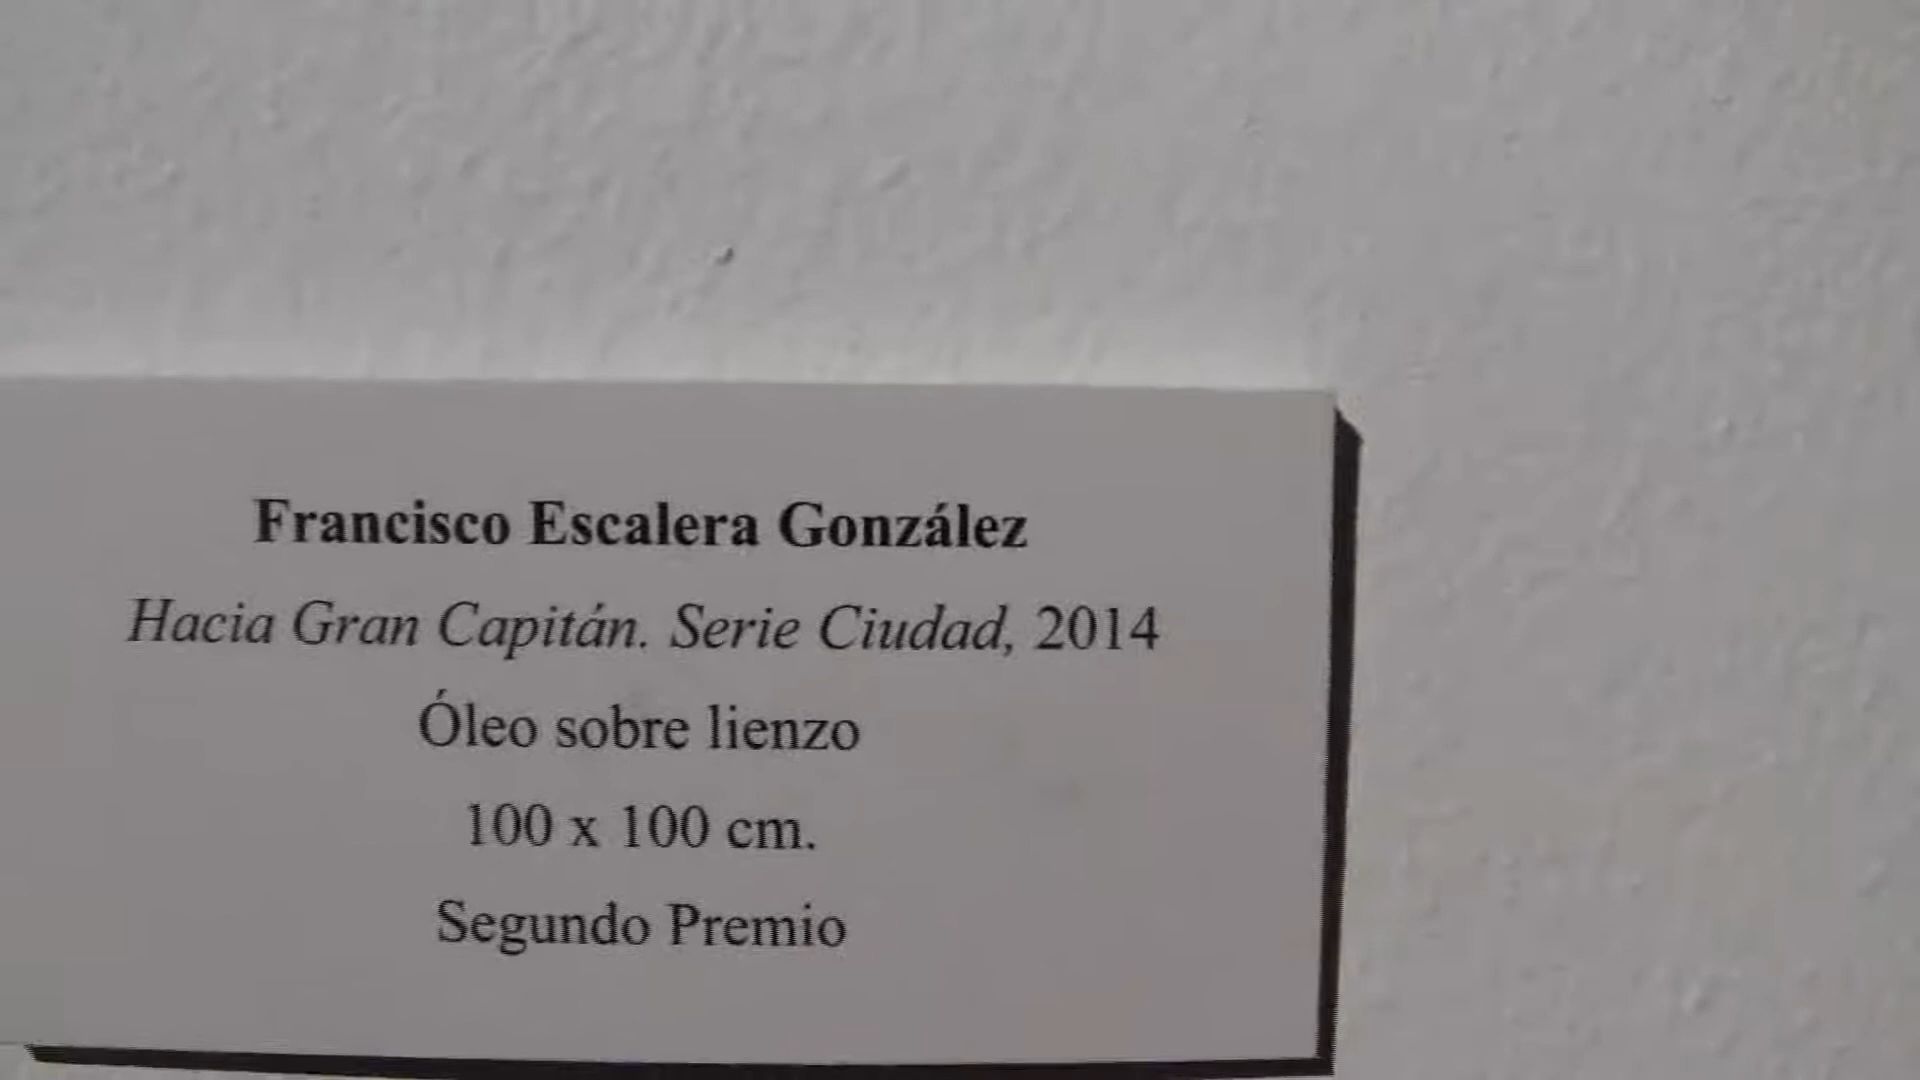 Francisco Escalera González
Hacia Gran Capitán. Serie Ciudad, 2014
Óleo sobre lienzo
100 x 100 cm.
Segundo Premio